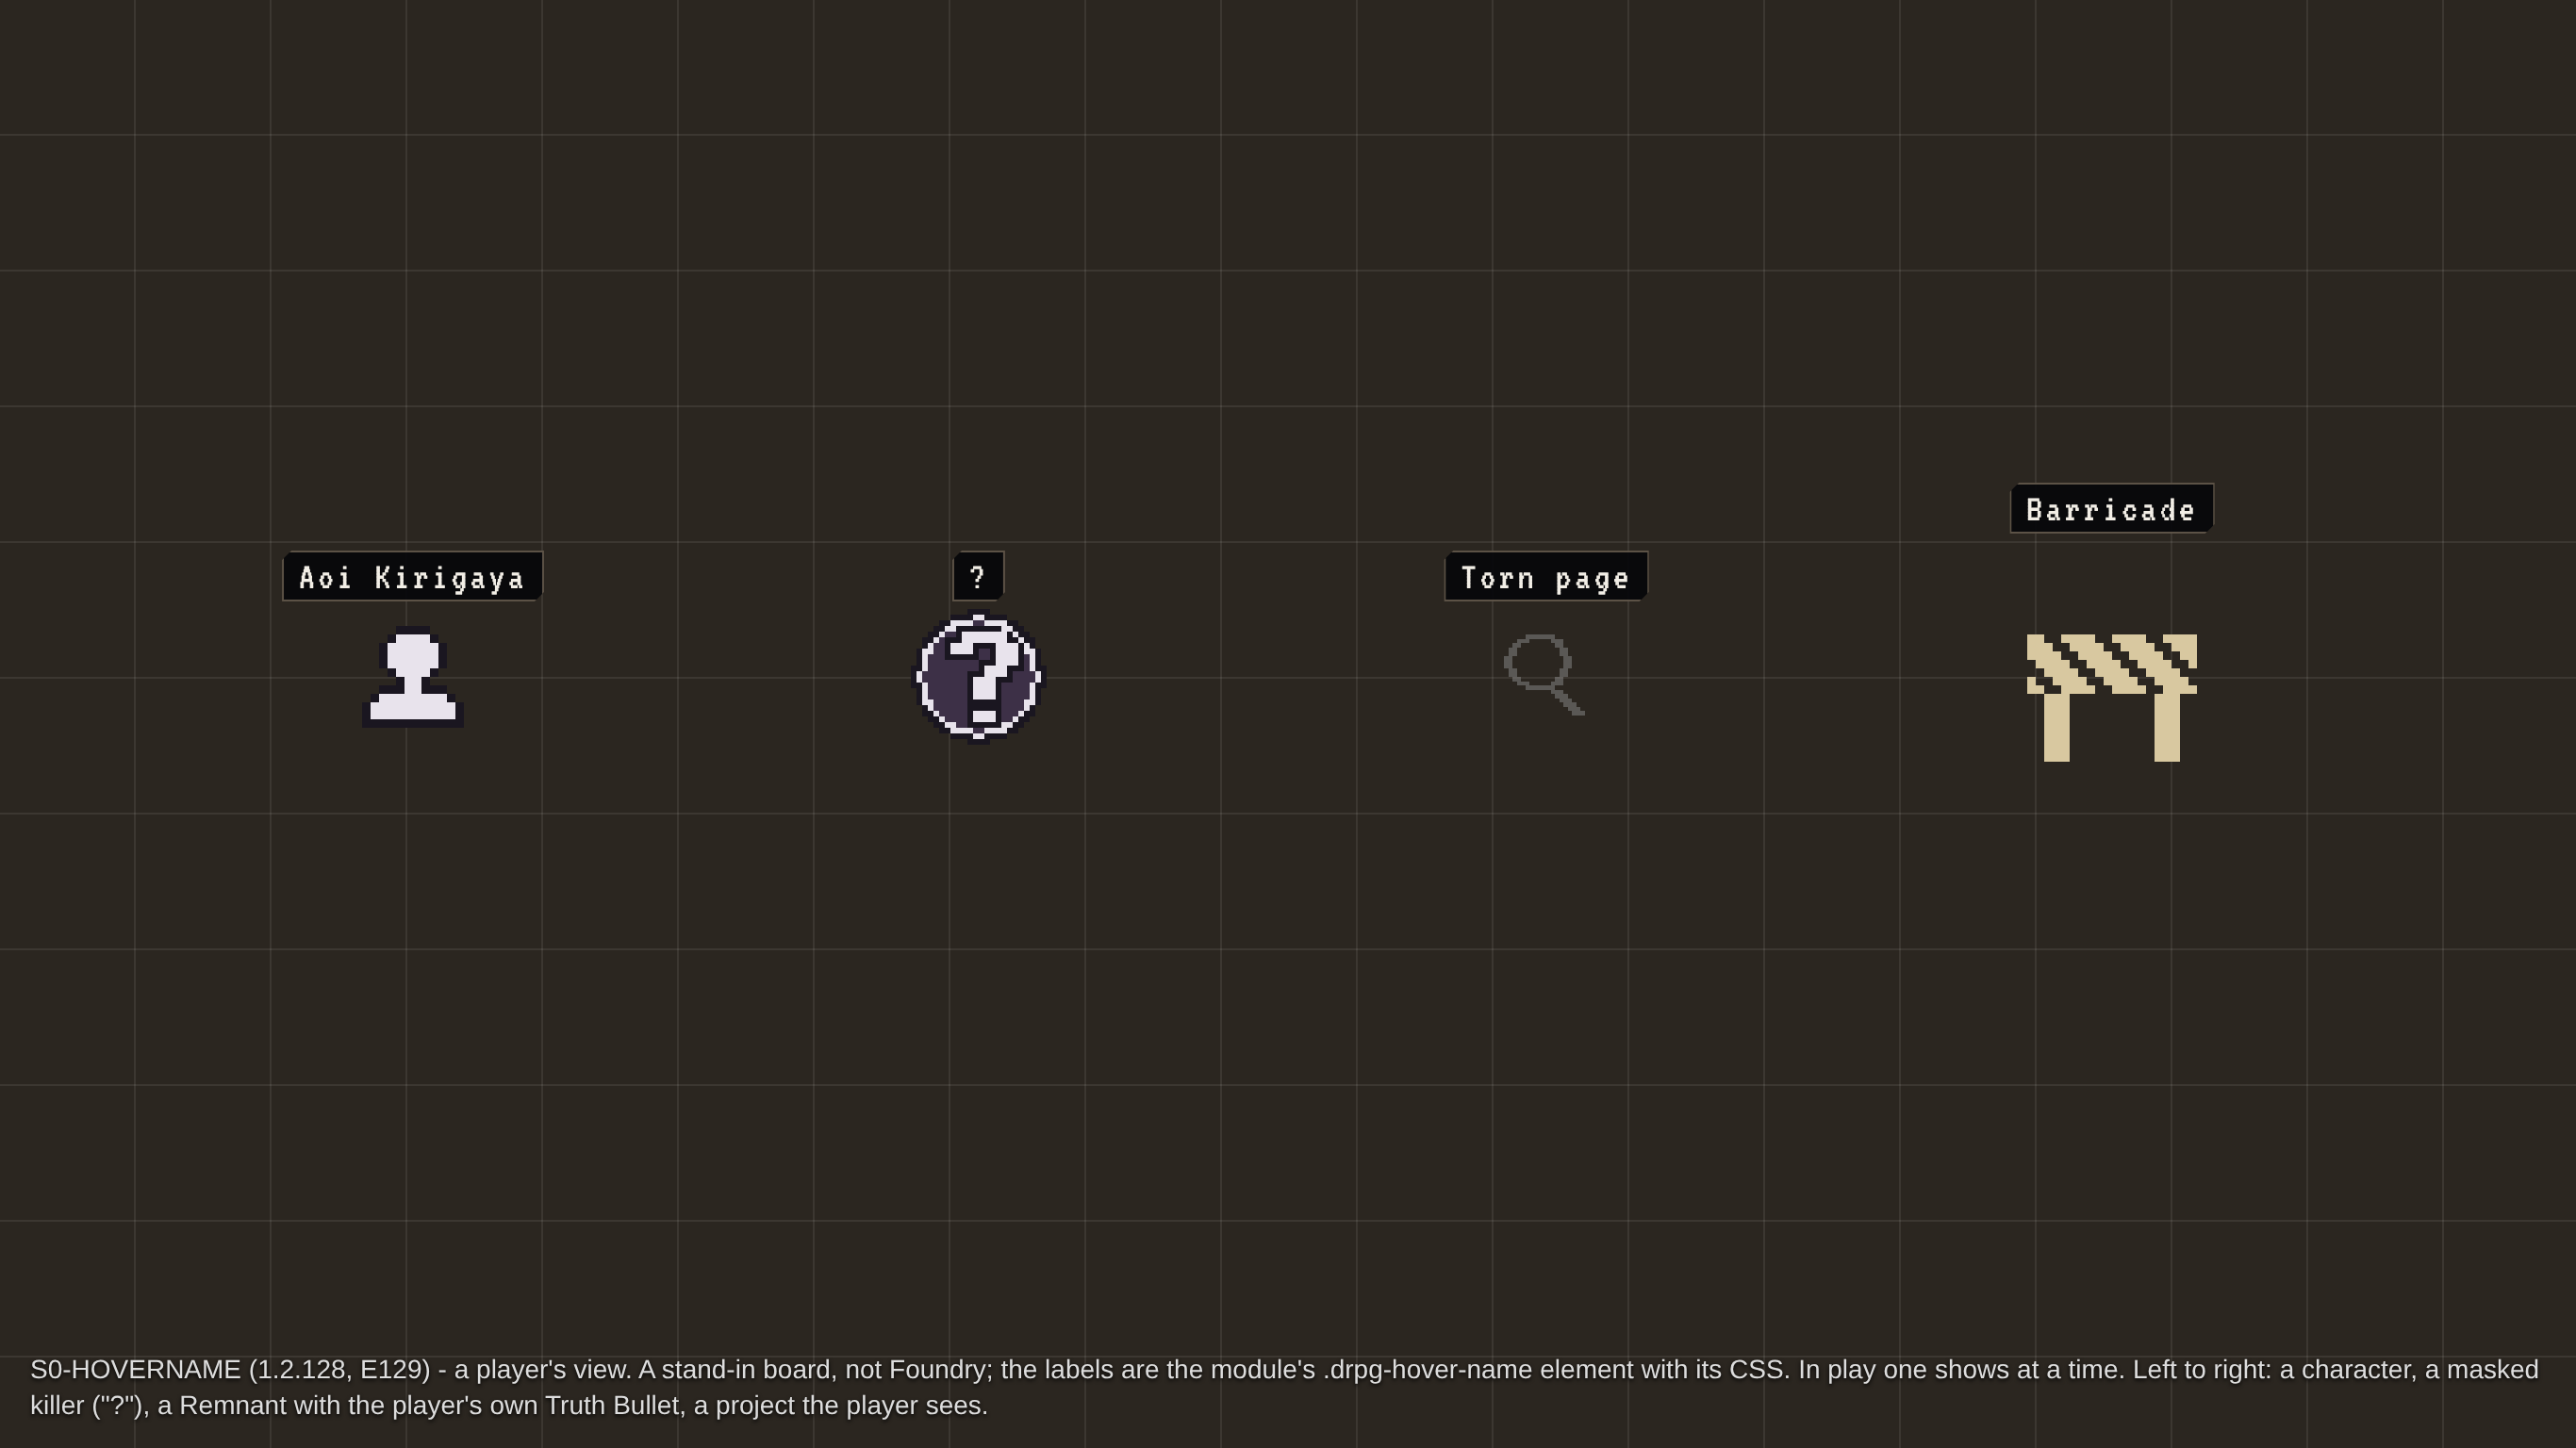 Barricade
Aoi Kirigaya
?
Torn page
?
S0-HOVERNAME (1.2.128, E129) - a player's view. A stand-in board, not Foundry; the labels are the module's .drpg-hover-name element with its CSS. In play one shows at a time. Left to right: a character, a masked
killer ("?"), a Remnant with the player's own Truth Bullet, a project the player sees.